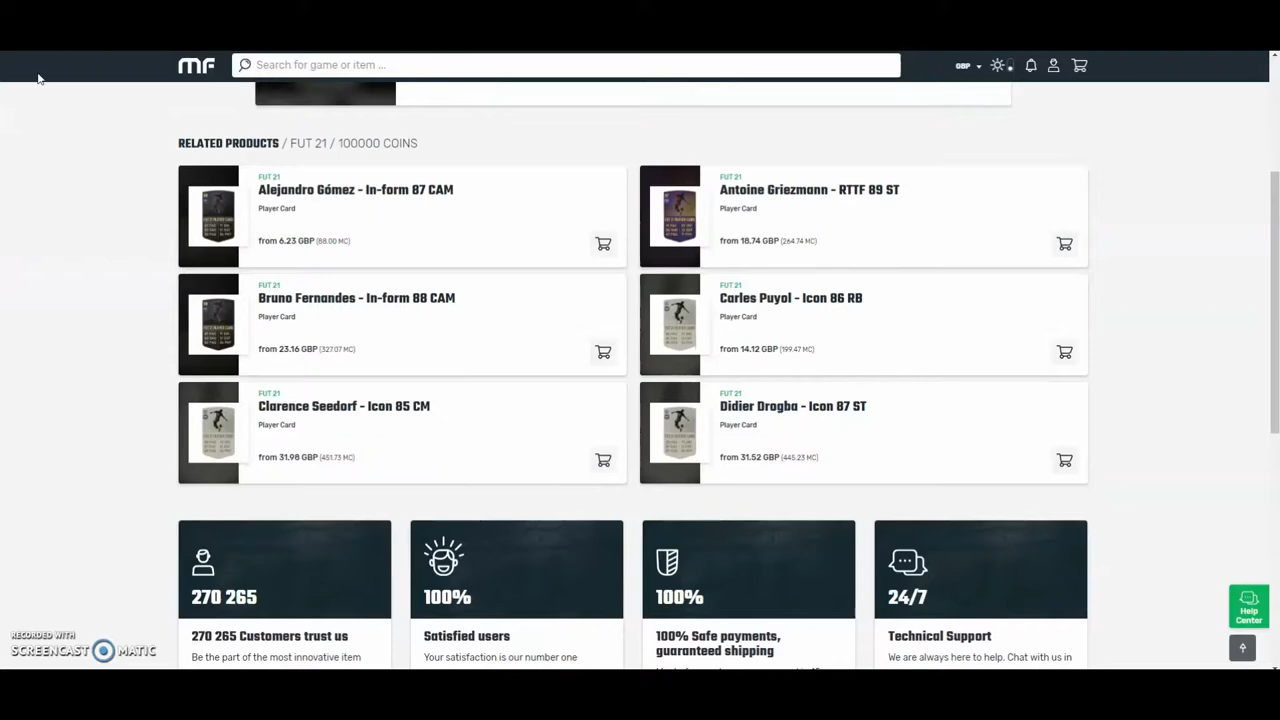 MF
Search for game or item ...
GBP
RELATED PRODUCTS / FUT 21 / 100000 COINS
FUT 21
Alejandro Gómez - In-form 87 CAM
Player Card
from 6.23 GBP (88.00 MC)
FUT 21
Antoine Griezmann - RTTF 89 ST
Player Card
from 18.74 GBP (264.74 MC)
FUT 21
Bruno Fernandes - In-form 88 CAM
Player Card
from 23.16 GBP (327.07 MC)
FUT 21
Carles Puyol - Icon 86 RB
Player Card
from 14.12 GBP (199.47 MC)
FUT 21
Clarence Seedorf - Icon 85 CM
Player Card
from 31.98 GBP (451.73 MC)
FUT 21
Didier Drogba - Icon 87 ST
Player Card
from 31.52 GBP (445.23 MC)
270 265
270 265 Customers trust us
Be the part of the most innovative item
100%
Satisfied users
Your satisfaction is our number one
100%
100% Safe payments,
guaranteed shipping
24/7
Technical Support
We are always here to help. Chat with us in
Help
Center
RECORDED WITH
SCREENCAST MATIC